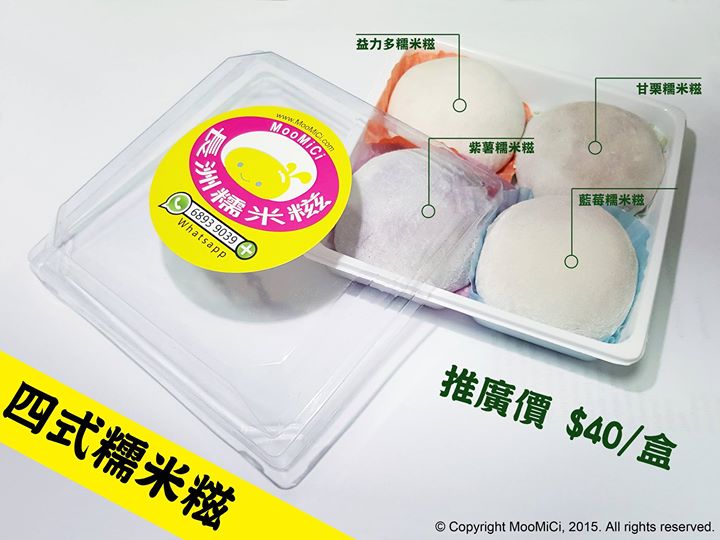 益力多糯米糍
甘栗糯米糍
紫薯糯米糍
藍莓糯米糍
www.MooMiCi.com
MooMiCi
長洲糯米糍
6893 9039
Whatsapp
推廣價 $40/盒
四式糯米糍
© Copyright MooMiCi, 2015. All rights reserved.